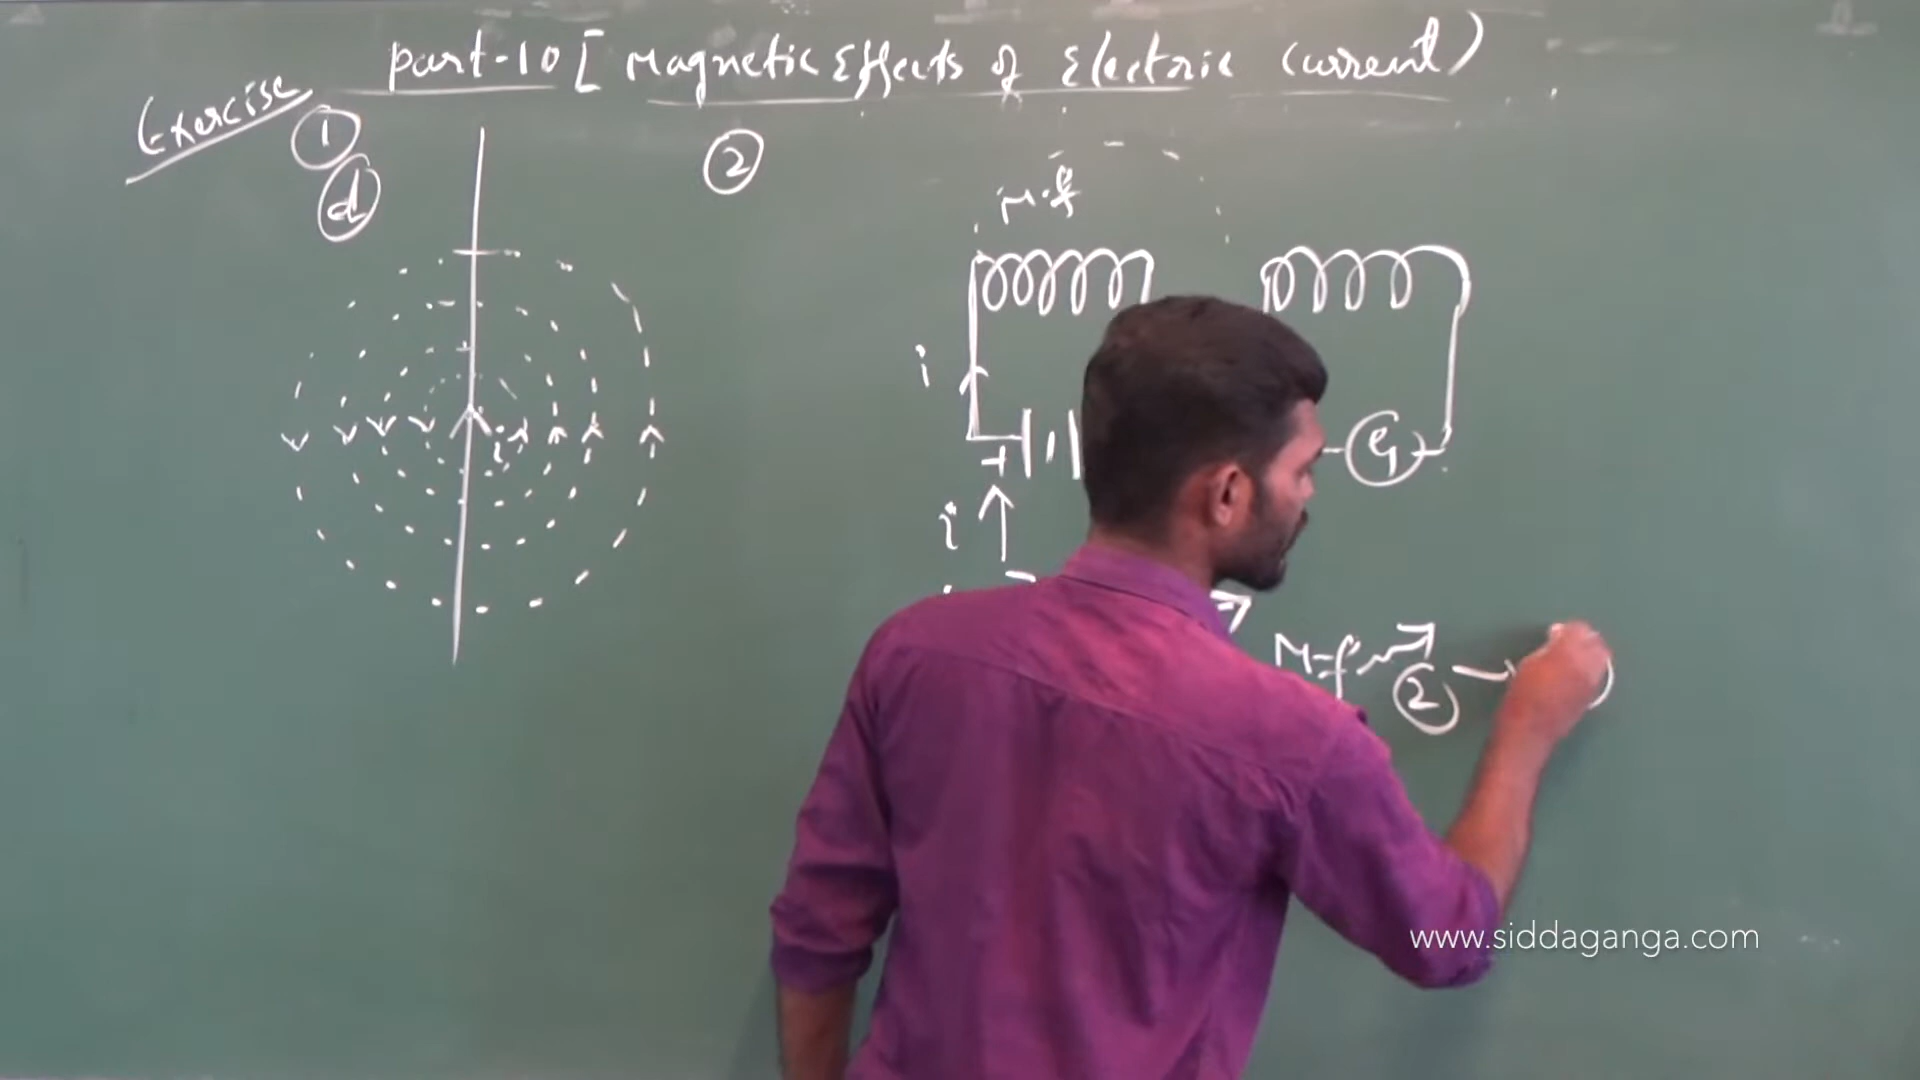 part-10 [ Magnetic Effects of Electric Current )
Exercise
1
2
d
M.f
i
i
G
+
i
M-f
2
www.siddaganga.com